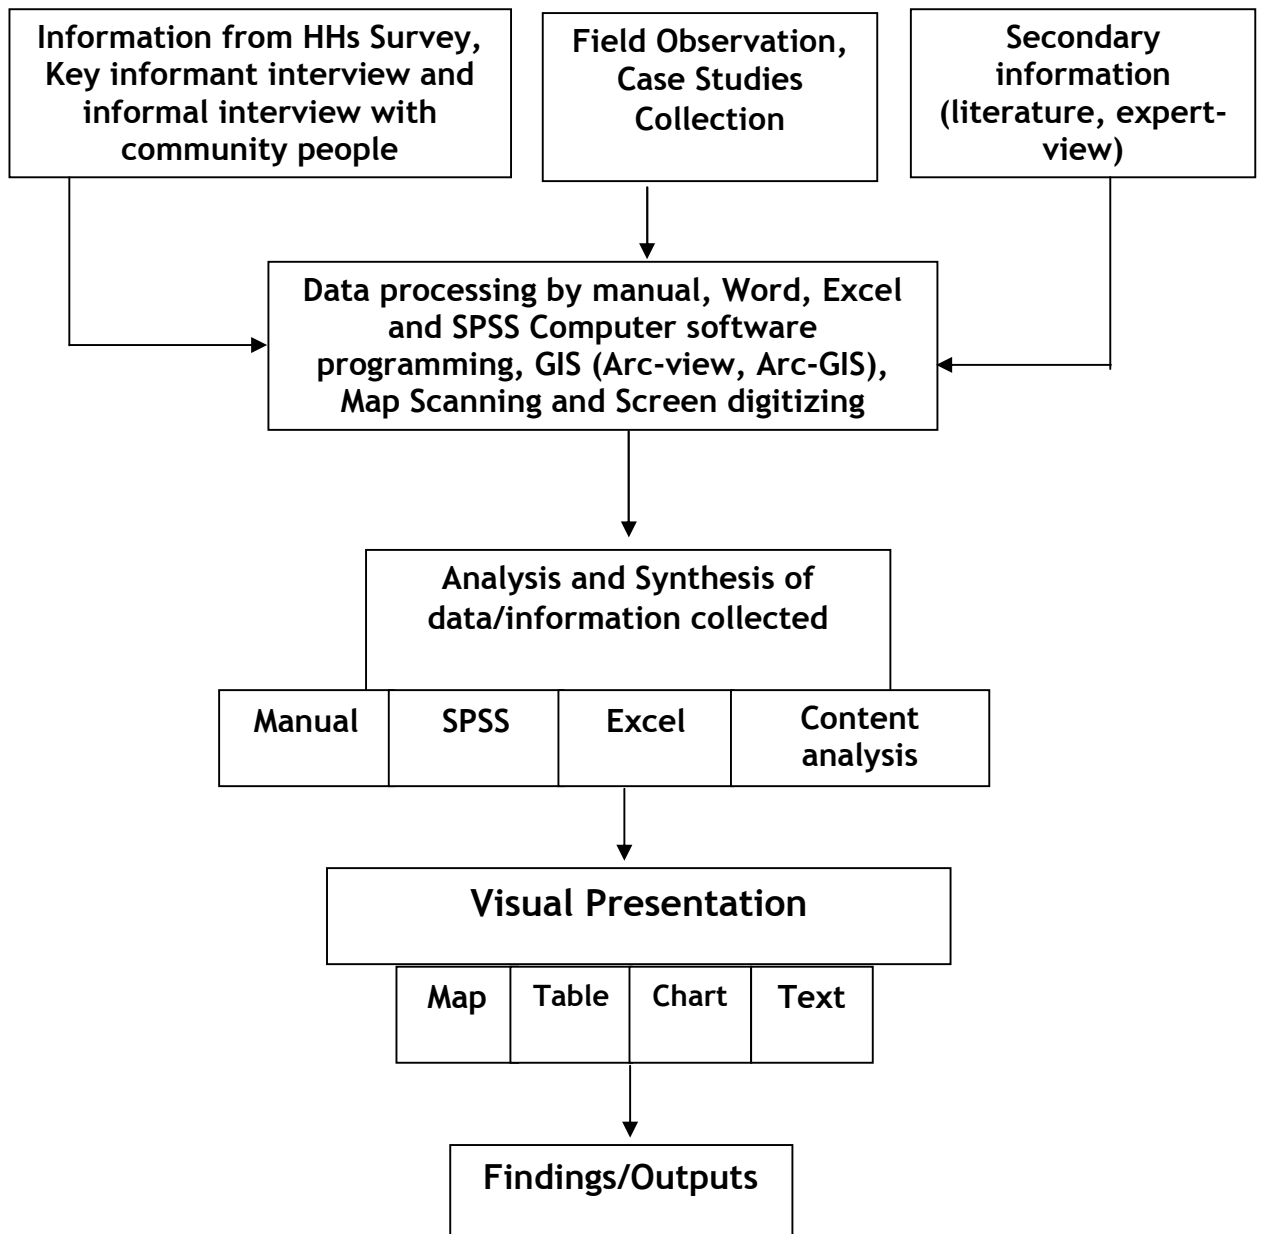 Information from HHs Survey,
Key informant interview and
informal interview with
community people
Field Observation,
Case Studies
Collection
Secondary
information
(literature, expert-
view)
Data processing by manual, Word, Excel
and SPSS Computer software
programming, GIS (Arc-view, Arc-GIS),
Map Scanning and Screen digitizing
Analysis and Synthesis of
data/information collected
Manual
SPSS
Excel
Content
analysis
Visual Presentation
Map
Table
Chart
Text
Findings/Outputs